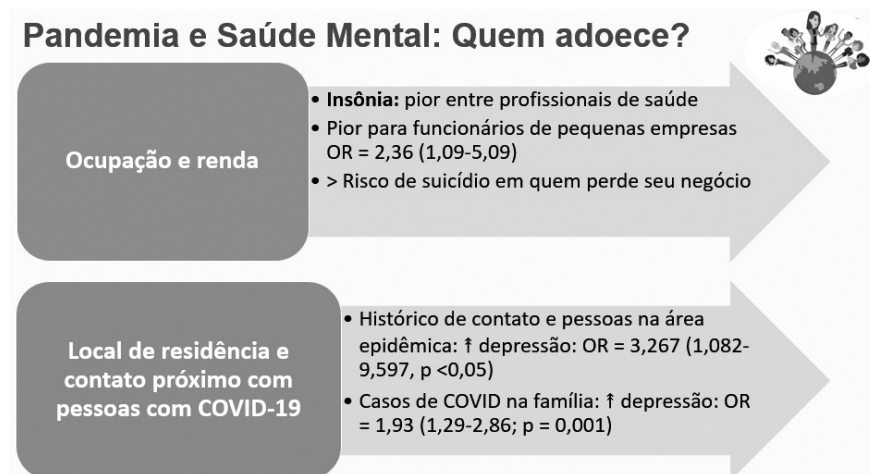 Pandemia e Saúde Mental: Quem adoece?
Ocupação e renda
• Insônia: pior entre profissionais de saúde
• Pior para funcionários de pequenas empresas
OR = 2,36 (1,09-5,09)
• > Risco de suicídio em quem perde seu negócio
Local de residência e
contato próximo com
pessoas com COVID-19
• Histórico de contato e pessoas na área
epidêmica: ↑ depressão: OR = 3,267 (1,082-
9,597, p <0,05)
• Casos de COVID na família: ↑ depressão: OR
= 1,93 (1,29-2,86; p = 0,001)